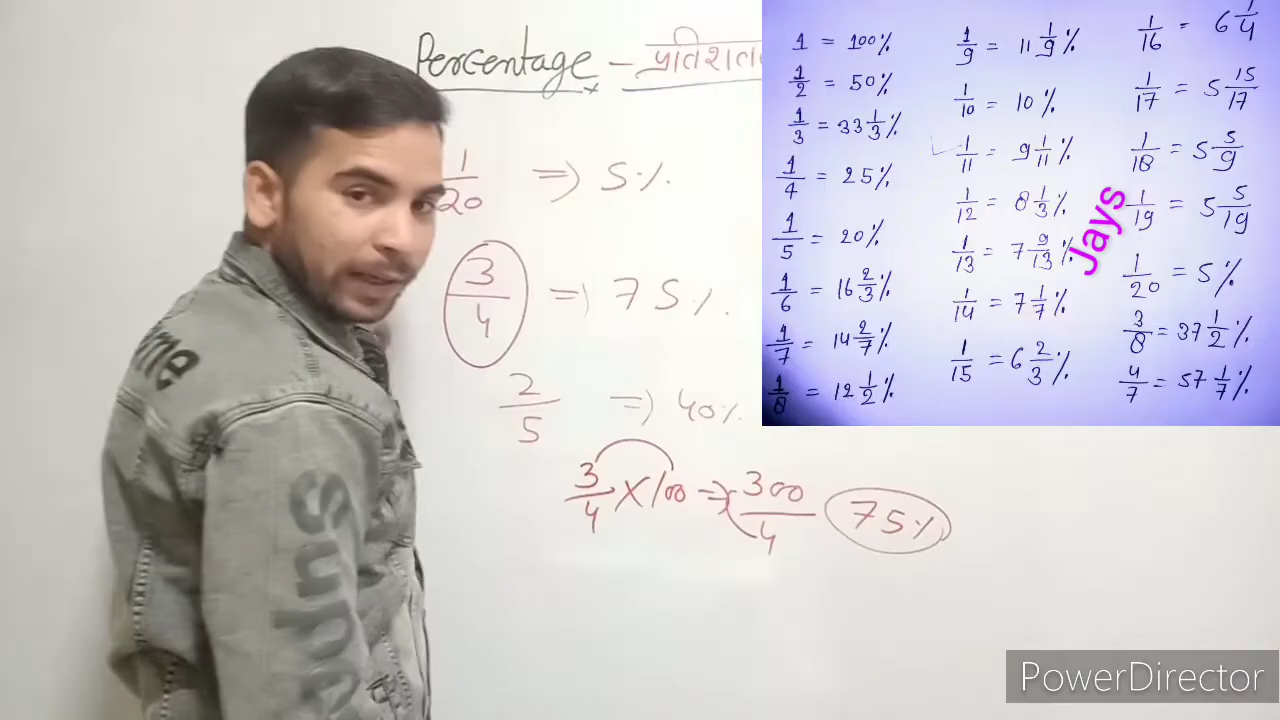 Percentage - प्रतिशत
1/20 => 5%
3/4 => 75%.
2/5 => 40%
3/4 X 100 => 300/4 75%
1 = 100%
1/2 = 50%
1/3 = 33 1/3%
1/4 = 25%
1/5 = 20%
1/6 = 16 2/3%
1/7 = 14 2/7%
1/8 = 12 1/2%
1/9 = 11 1/9%
1/10 = 10%
1/11 = 9 1/11%
1/12 = 8 1/3%
1/13 = 7 9/13%
1/14 = 7 1/7%
1/15 = 6 2/3%
1/16 = 6 1/4
1/17 = 5 15/17
1/18 = 5 5/9
1/19 = 5 5/19
1/20 = 5%
3/8 = 37 1/2%
4/7 = 57 1/7%
Jays
PowerDirector